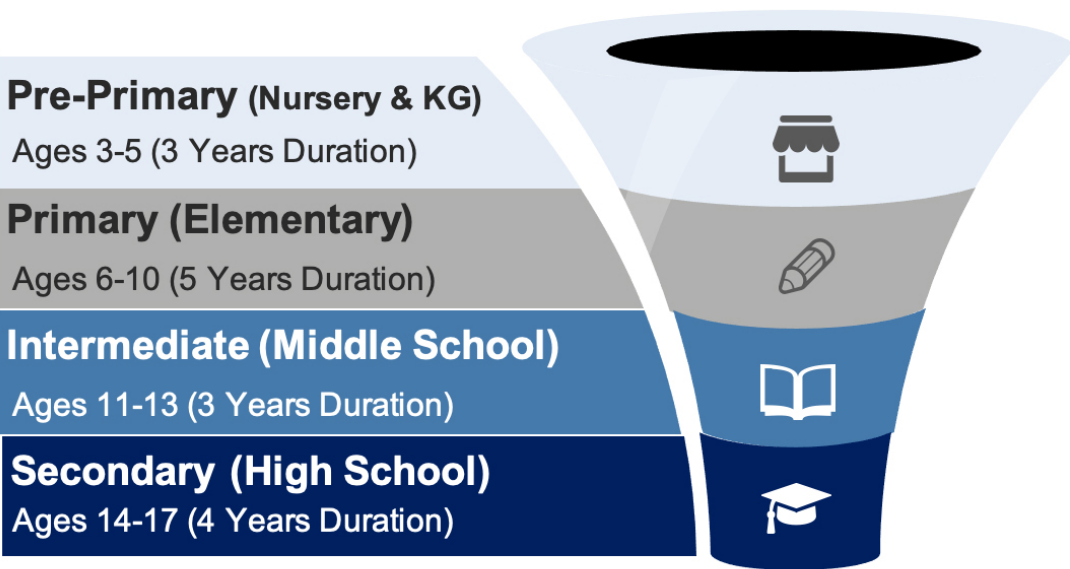 Pre-Primary (Nursery & KG)
Ages 3-5 (3 Years Duration)
Primary (Elementary)
Ages 6-10 (5 Years Duration)
Intermediate (Middle School)
Ages 11-13 (3 Years Duration)
Secondary (High School)
Ages 14-17 (4 Years Duration)